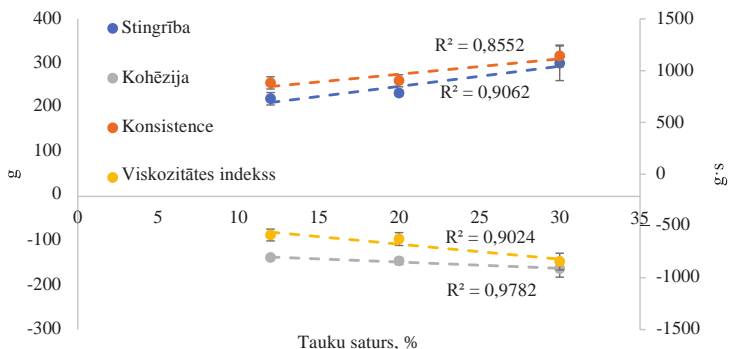 400
300
200
100
0
-100
-200
-300
g
1500
1000
500
0
-500
-1000
-1500
g·s
Stingrība
Kohēzija
Konsistence
Viskozitātes indekss
R² = 0,8552
R² = 0,9062
0 5 10 15 20 25 30 35
R² = 0,9024
R² = 0,9782
Tauku saturs, %